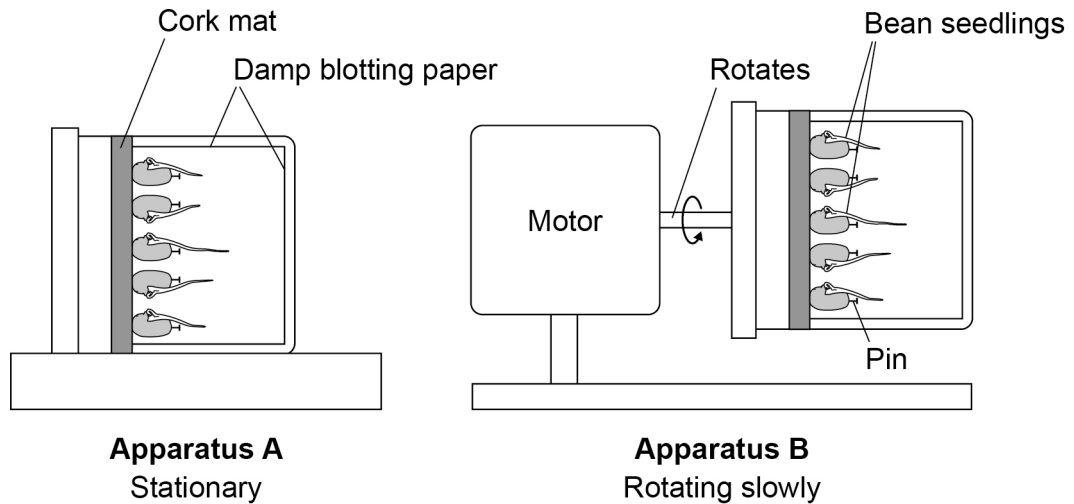 Cork mat
Damp blotting paper
Bean seedlings
Rotates
Motor
Pin
Apparatus A
Stationary
Apparatus B
Rotating slowly